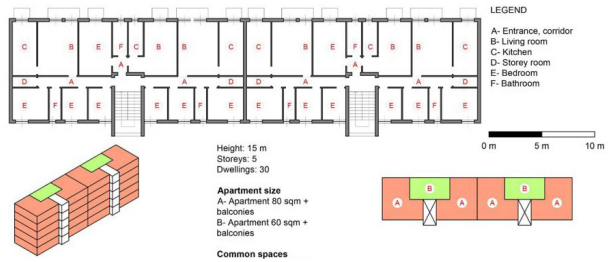 C B E F C B C C B E F C B C
A A
D A A D D A A D
E F E E E F E E F E E E F E
LEGEND
A- Entrance, corridor
B- Living room
C- Kitchen
D- Storey room
E- Bedroom
F- Bathroom
0 m 5 m 10 m
Height: 15 m
Storeys: 5
Dwellings: 30
Apartment size
A- Apartment 80 sqm +
balconies
B- Apartment 60 sqm +
balconies
Common spaces
B B
A A A A